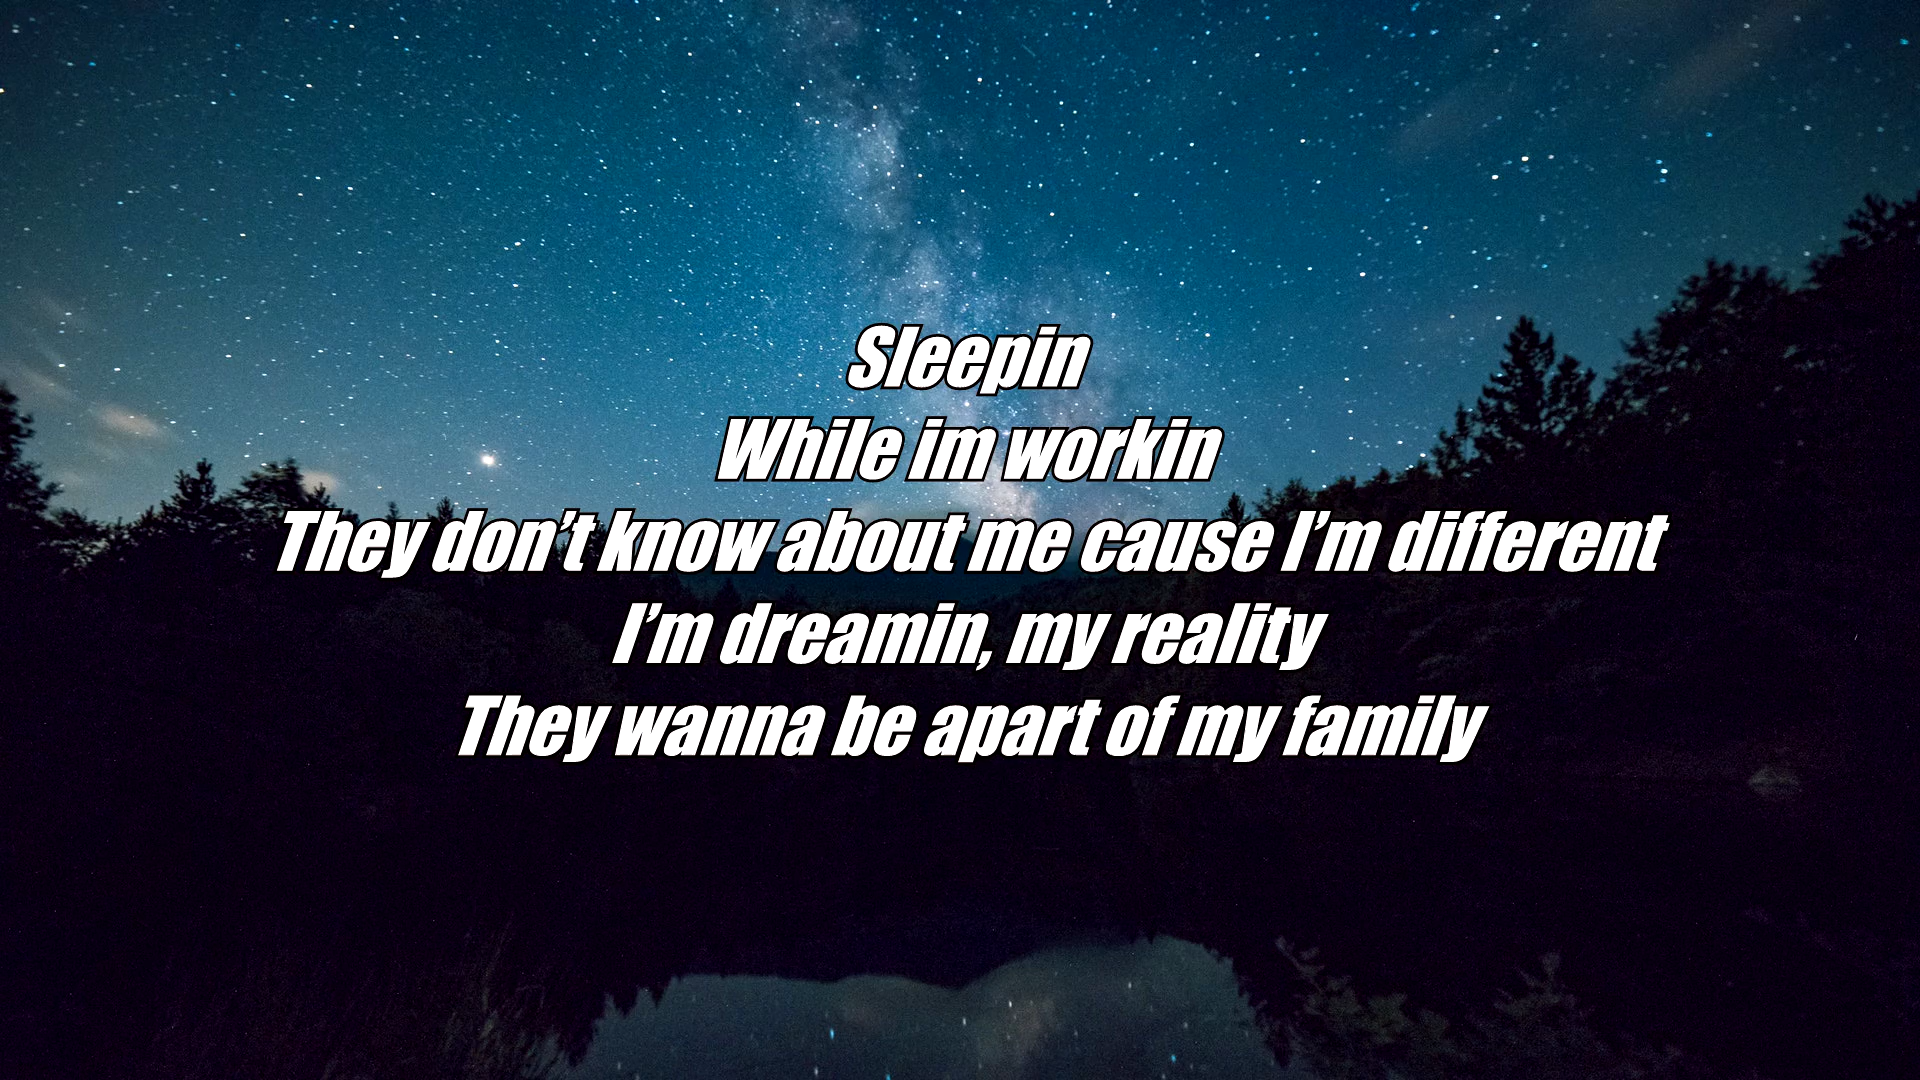 Sleepin
While im workin
They don’t know about me cause I’m different
I’m dreamin, my reality
They wanna be apart of my family